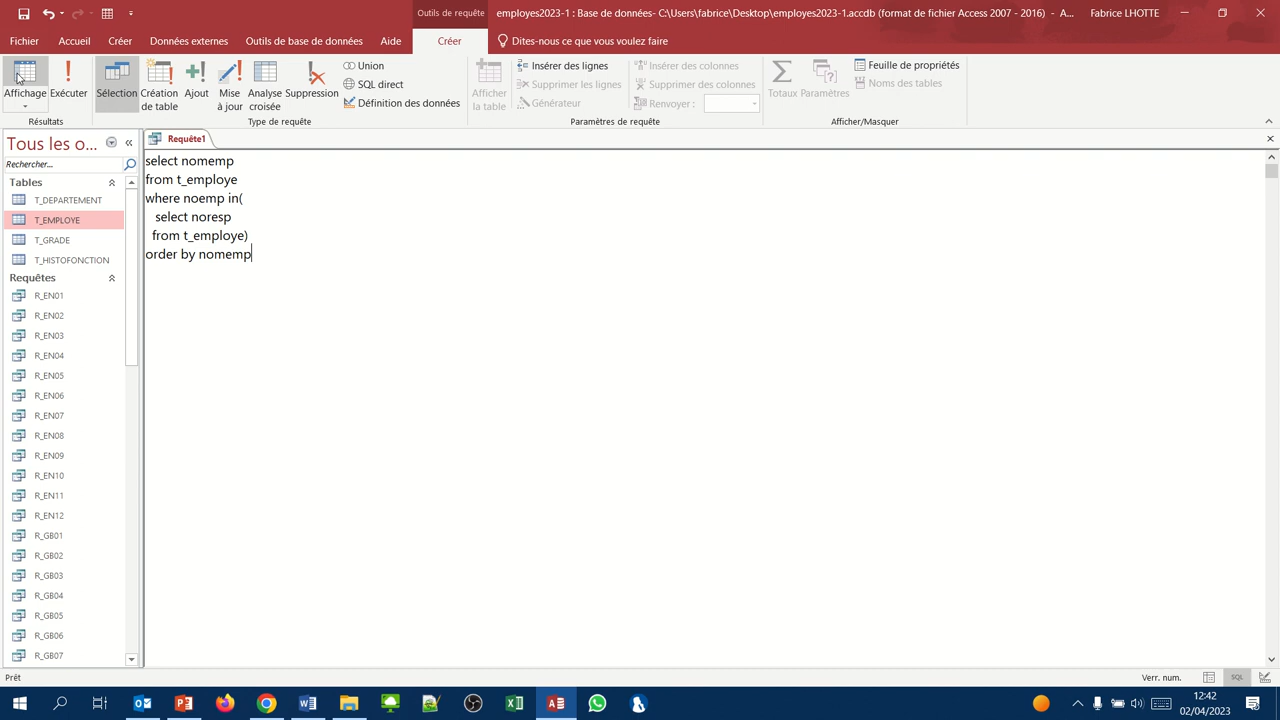 Outils de requête
employes2023-1 : Base de données- C:\Users\fabrice\Desktop\employes2023-1.accdb (format de fichier Access 2007 - 2016) - A...
Fabrice LHOTTE
Fichier
Accueil
Créer
Données externes
Outils de base de données
Aide
Créer
Dites-nous ce que vous voulez faire
Affichage
Exécuter
Résultats
Sélection
Création
de table
Ajout
Mise
à jour
Analyse
croisée
Suppression
Union
SQL direct
Définition des données
Type de requête
Afficher
la table
Insérer des lignes
Supprimer les lignes
Générateur
Insérer des colonnes
Supprimer des colonnes
Renvoyer :
Paramètres de requête
Totaux
Paramètres
Feuille de propriétés
Noms des tables
Afficher/Masquer
Tous les o...
Rechercher...
Tables
T_DEPARTEMENT
T_EMPLOYE
T_GRADE
T_HISTOFONCTION
Requêtes
R_EN01
R_EN02
R_EN03
R_EN04
R_EN05
R_EN06
R_EN07
R_EN08
R_EN09
R_EN10
R_EN11
R_EN12
R_GB01
R_GB02
R_GB03
R_GB04
R_GB05
R_GB06
R_GB07
Requête1
select nomemp
from t_employe
where noemp in(
select noresp
from t_employe)
order by nomemp
Prêt
Verr. num.
SQL
12:42
02/04/2023